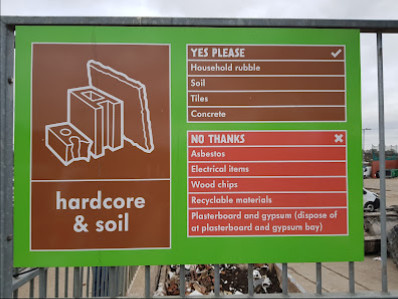 hardcore
& soil
YES PLEASE
Household rubble
Soil
Tiles
Concrete
NO THANKS
Asbestos
Electrical items
Wood chips
Recyclable materials
Plasterboard and gypsum (dispose of
at plasterboard and gypsum bay)